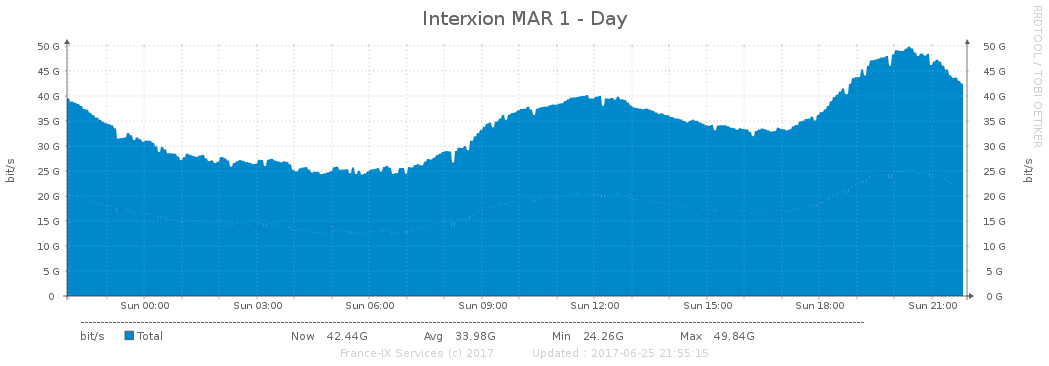 Interxion MAR 1 - Day
RRDTOOL / TOBI OETIKER
50 G 50 G
45 G 45 G
40 G 40 G
35 G 35 G
30 G 30 G
25 G 25 G
20 G 20 G
15 G 15 G
10 G 10 G
5 G 5 G
0 0 G
bit/s bit/s
Sun 00:00 Sun 03:00 Sun 06:00 Sun 09:00 Sun 12:00 Sun 15:00 Sun 18:00 Sun 21:00
bit/s Total Now 42.44G Avg 33.98G Min 24.26G Max 49.84G
France-IX Services (c) 2017 Updated : 2017-06-25 21:55:15